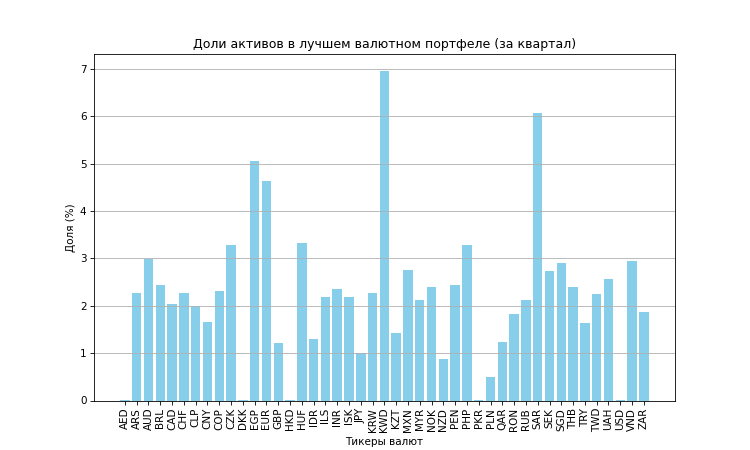 Доли активов в лучшем валютном портфеле (за квартал)
Доля (%)
7
6
5
4
3
2
1
0
AED ARS AUD BRL CAD CHF CLP CNY COP CZK DKK EGP EUR GBP HKD HUF IDR ILS INR ISK JPY KRW KWD KZT MXN MYR NOK NZD PEN PHP PKR PLN QAR RON RUB SAR SEK SGD THB TRY TWD UAH USD VND ZAR
Тикеры валют